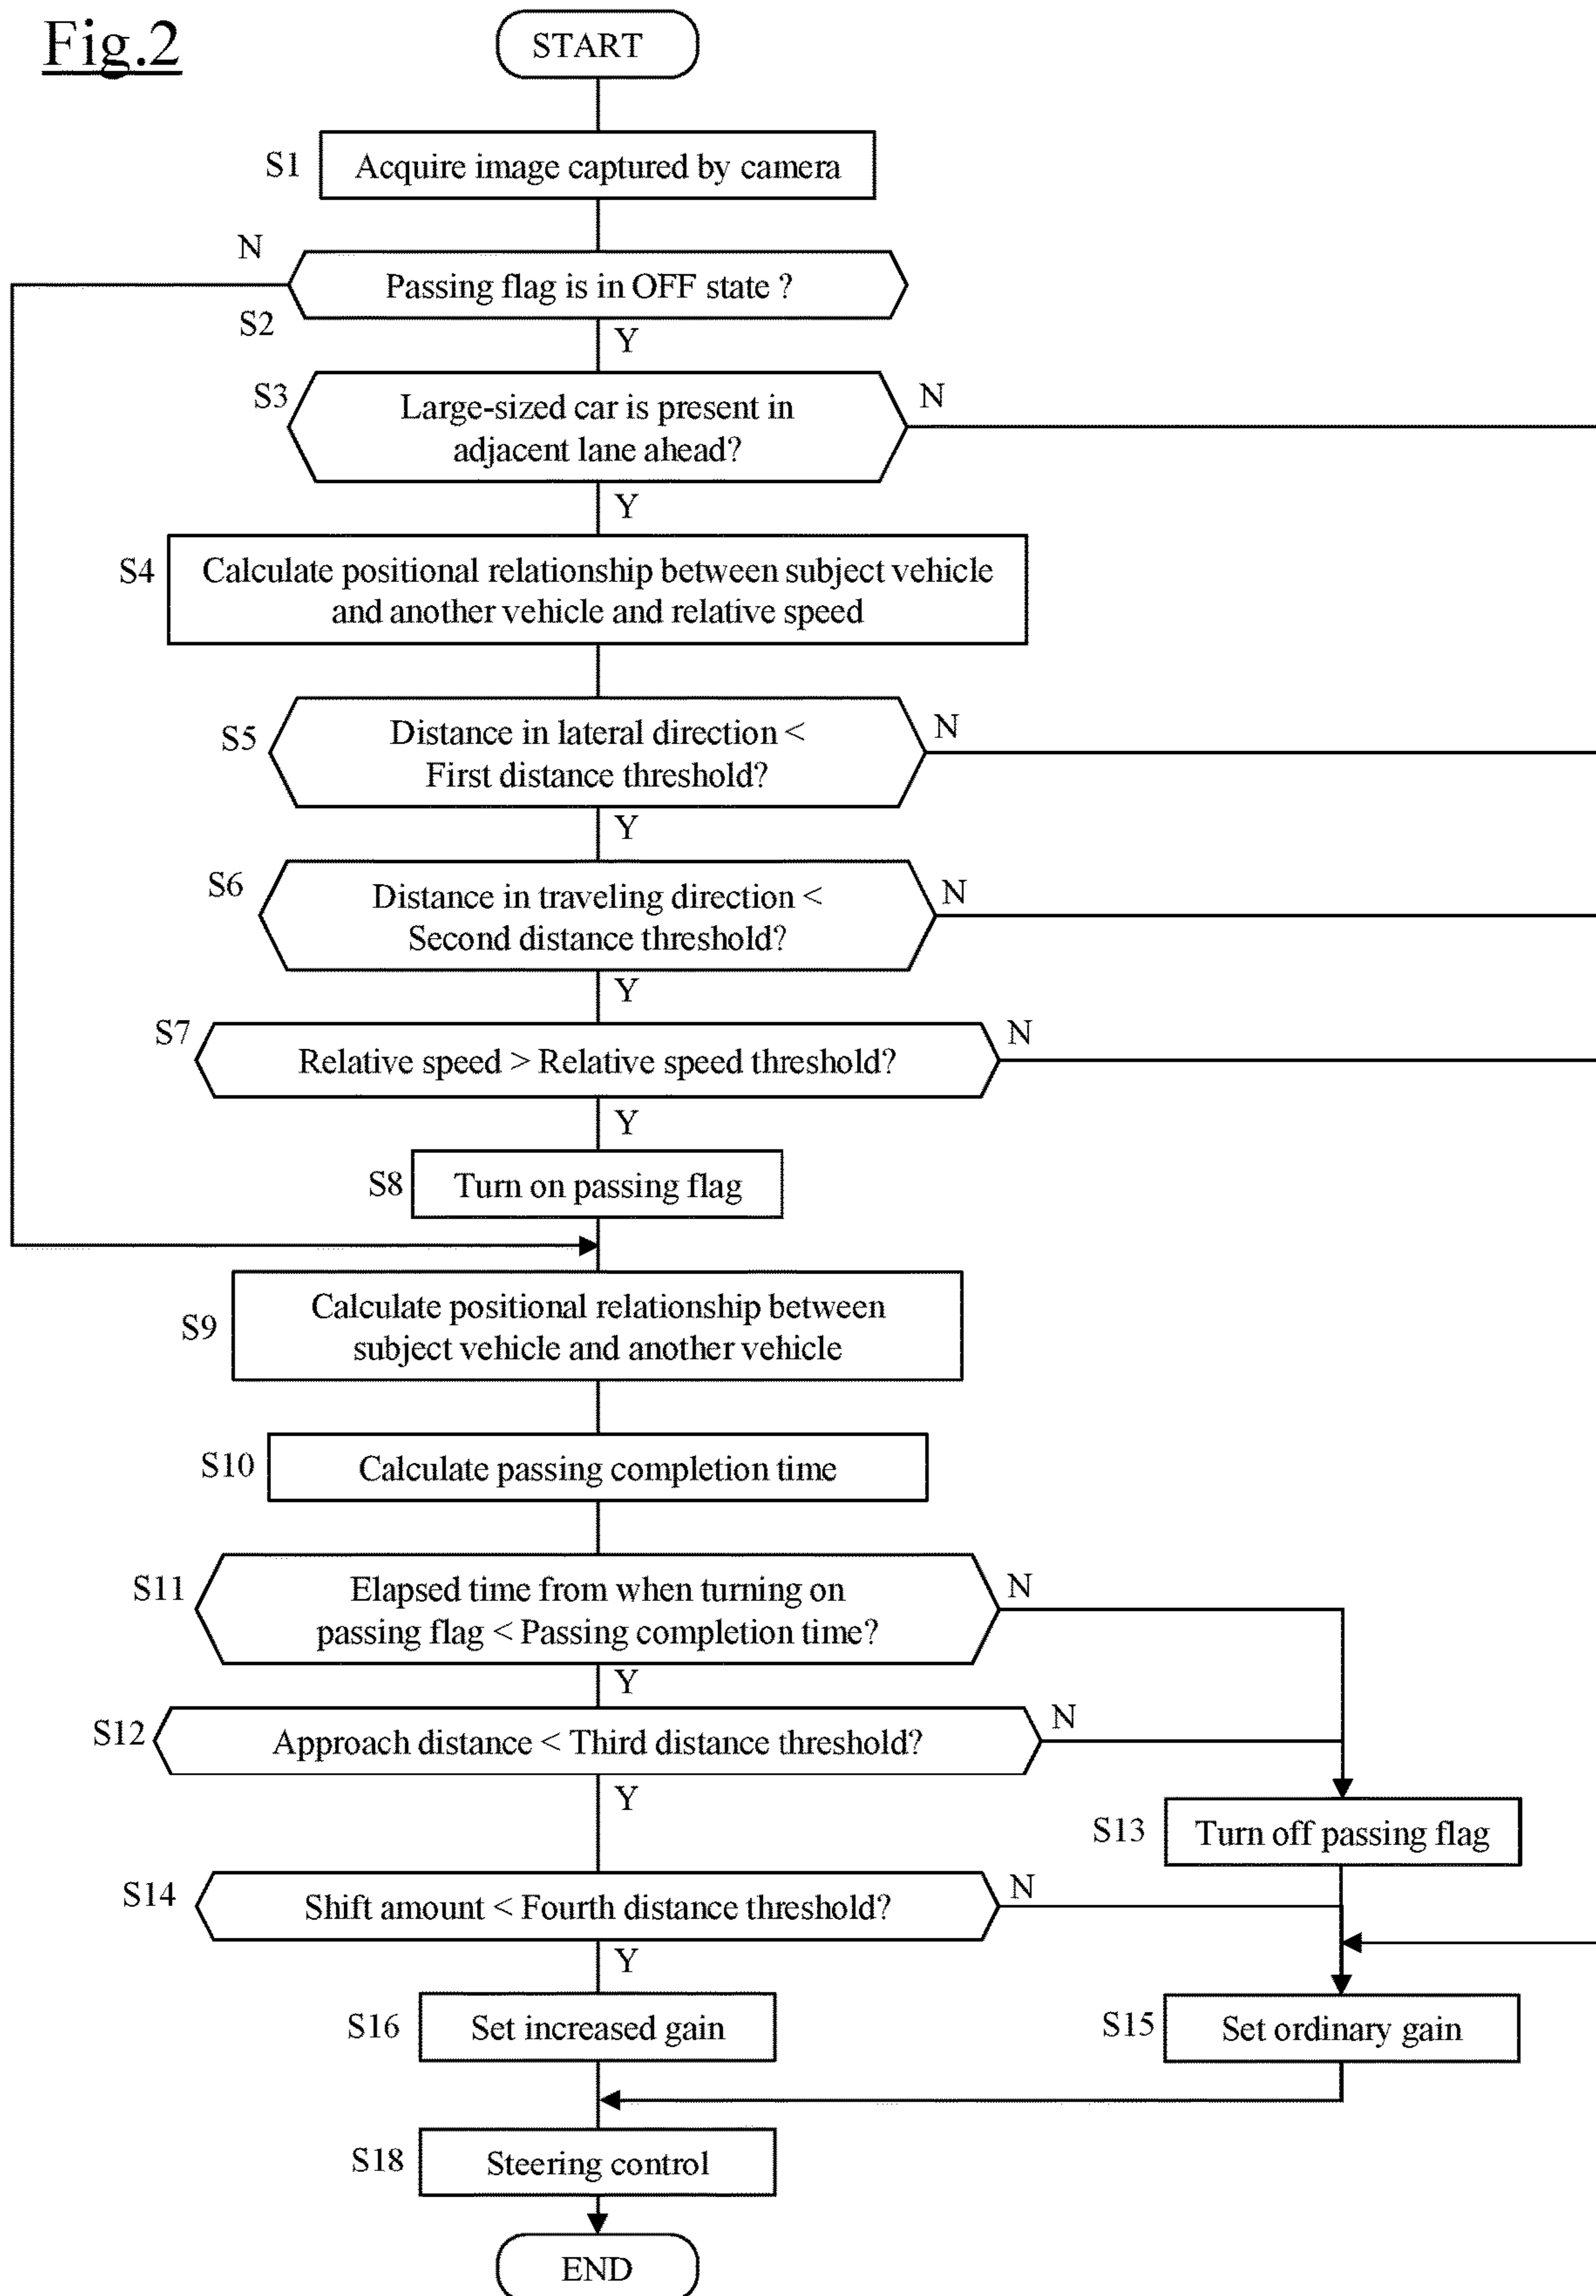 Fig.2
START
S1
Acquire image captured by camera
N
Passing flag is in OFF state ?
S2
Y
S3
Large-sized car is present in
adjacent lane ahead?
N
Y
S4
Calculate positional relationship between subject vehicle
and another vehicle and relative speed
S5
Distance in lateral direction <
First distance threshold?
N
Y
S6
Distance in traveling direction <
Second distance threshold?
N
Y
S7
Relative speed > Relative speed threshold?
N
Y
S8
Turn on passing flag
S9
Calculate positional relationship between
subject vehicle and another vehicle
S10
Calculate passing completion time
S11
Elapsed time from when turning on
passing flag < Passing completion time?
N
Y
S12
Approach distance < Third distance threshold?
N
Y
S13
Turn off passing flag
S14
Shift amount < Fourth distance threshold?
N
Y
S16
Set increased gain
S15
Set ordinary gain
S18
Steering control
END